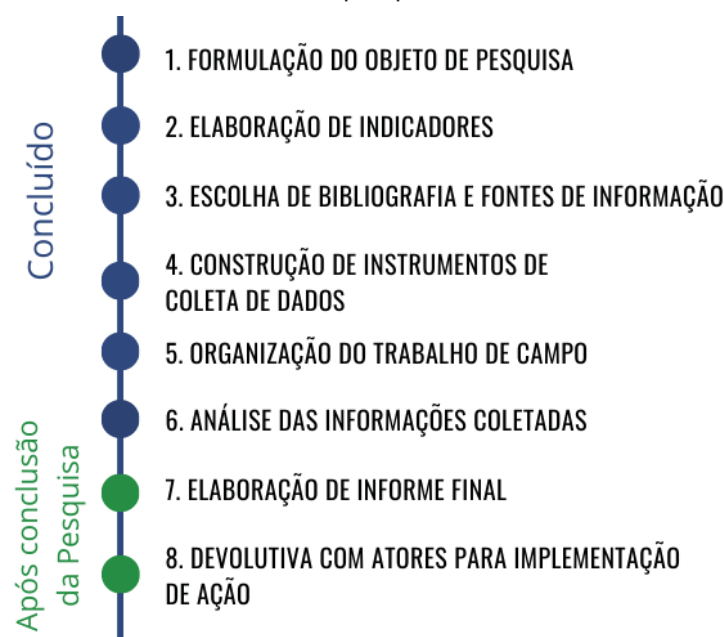 1. FORMULAÇÃO DO OBJETO DE PESQUISA
2. ELABORAÇÃO DE INDICADORES
3. ESCOLHA DE BIBLIOGRAFIA E FONTES DE INFORMAÇÃO
4. CONSTRUÇÃO DE INSTRUMENTOS DE
COLETA DE DADOS
5. ORGANIZAÇÃO DO TRABALHO DE CAMPO
6. ANÁLISE DAS INFORMAÇÕES COLETADAS
7. ELABORAÇÃO DE INFORME FINAL
8. DEVOLUTIVA COM ATORES PARA IMPLEMENTAÇÃO
DE AÇÃO
Concluído
Após conclusão
da Pesquisa